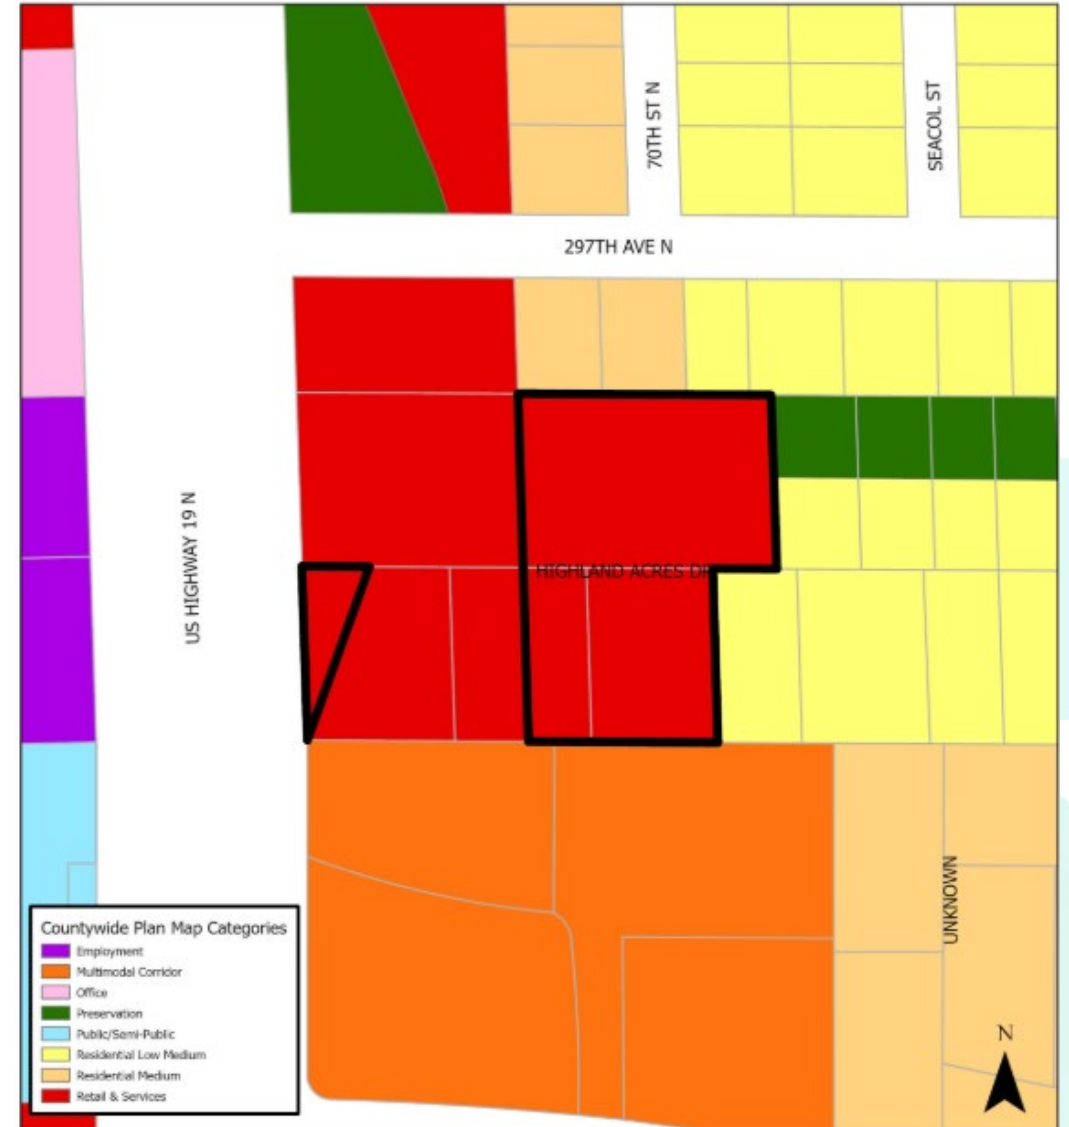 70TH ST N
SEACOL ST
297TH AVE N
US HIGHWAY 19 N
HIGHLAND ACRES DR
UNKNOWN
Countywide Plan Map Categories
Employment
Multimodal Corridor
Office
Preservation
Public/Semi-Public
Residential Low Medium
Residential Medium
Retail & Services
N